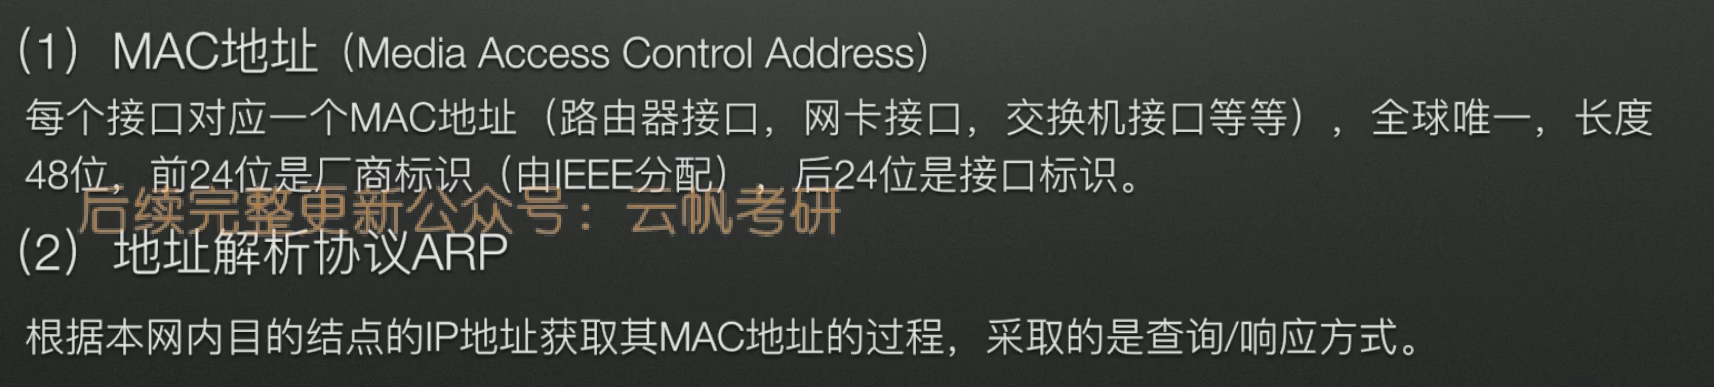 （1）MAC地址（Media Access Control Address）
每个接口对应一个MAC地址（路由器接口，网卡接口，交换机接口等等），全球唯一，长度
48位，前24位是厂商标识（由IEEE分配），后24位是接口标识。
后续完整更新公众号：云帆考研
（2）地址解析协议ARP
根据本网内目的结点的IP地址获取其MAC地址的过程，采取的是查询/响应方式。